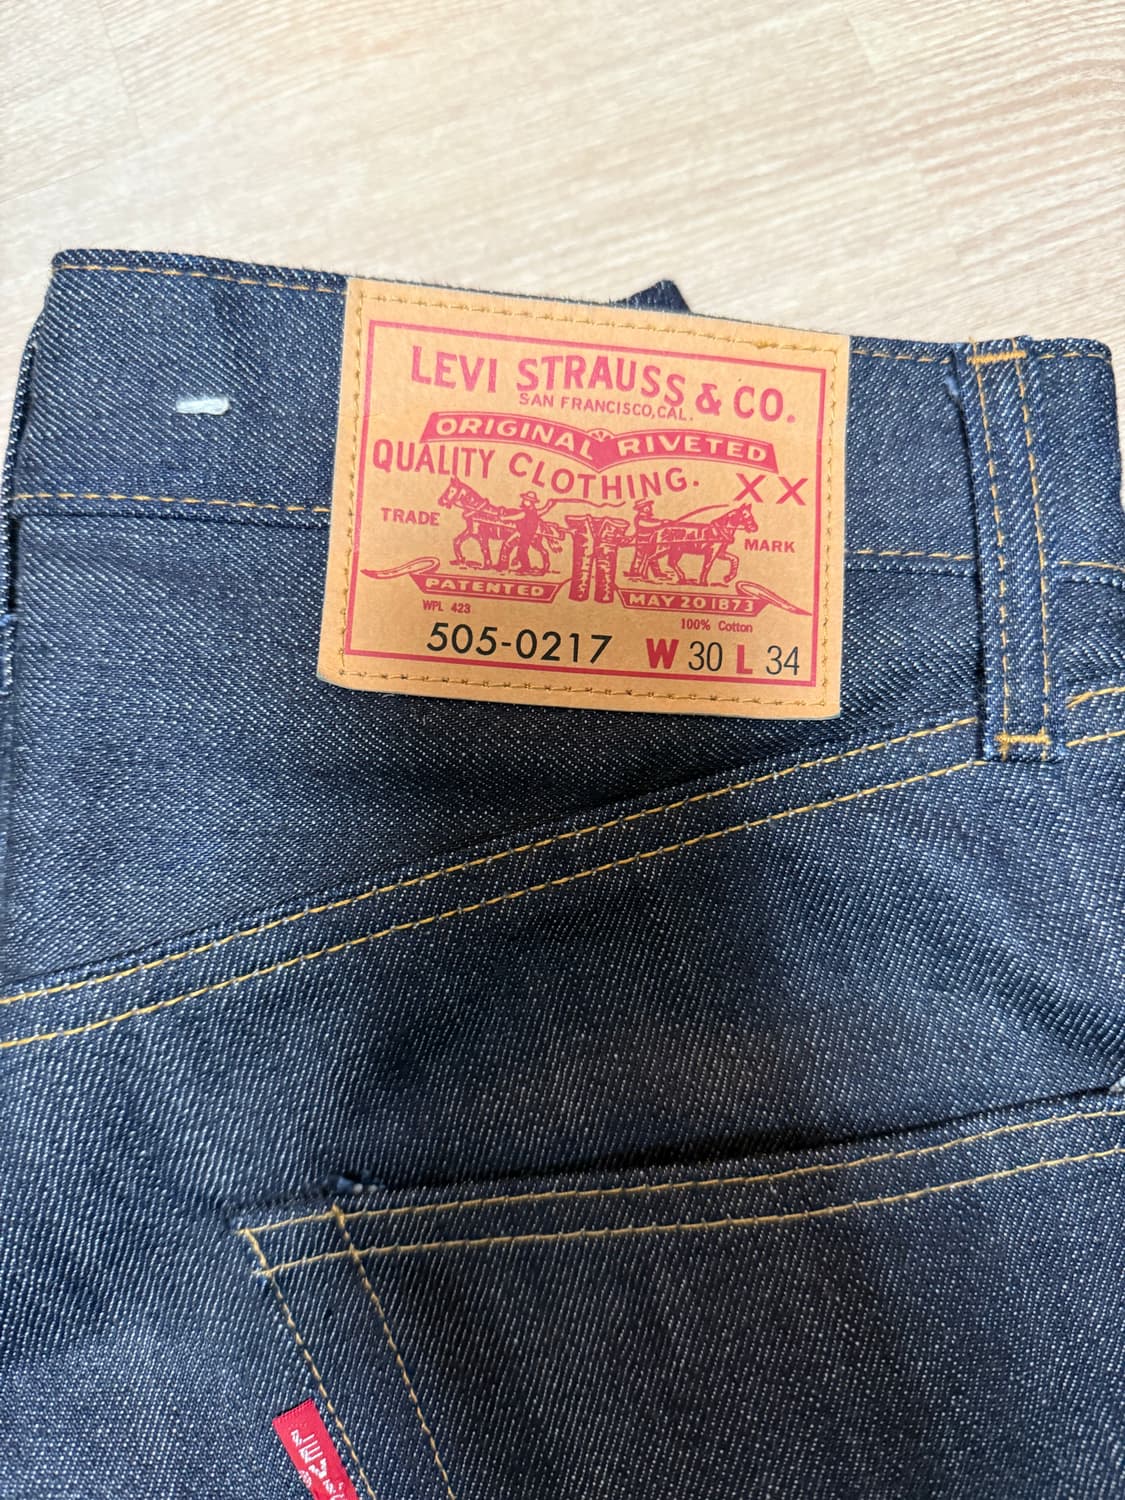 LEVI STRAUSS & CO.
SAN FRANCISCO, CAL.
ORIGINAL RIVETED
QUALITY CLOTHING. XX
TRADE MARK
PATENTED MAY 20 1873
WPL 423
100% Cotton
505-0217 W 30 L 34
LEVI'S